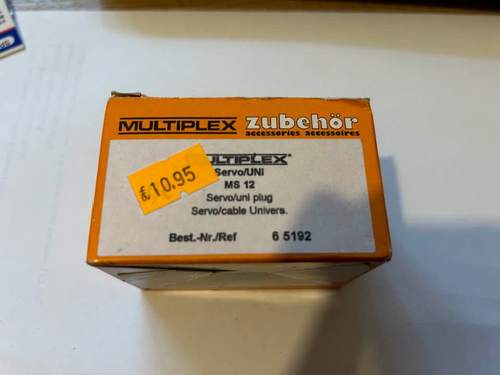 MULTIPLEX zubehör
accessories accessoires
MULTIPLEX®
Servo/UNI
£10.95
MS 12
Servo/uni plug
Servo/cable Univers.
Best.-Nr./Ref 6 5192